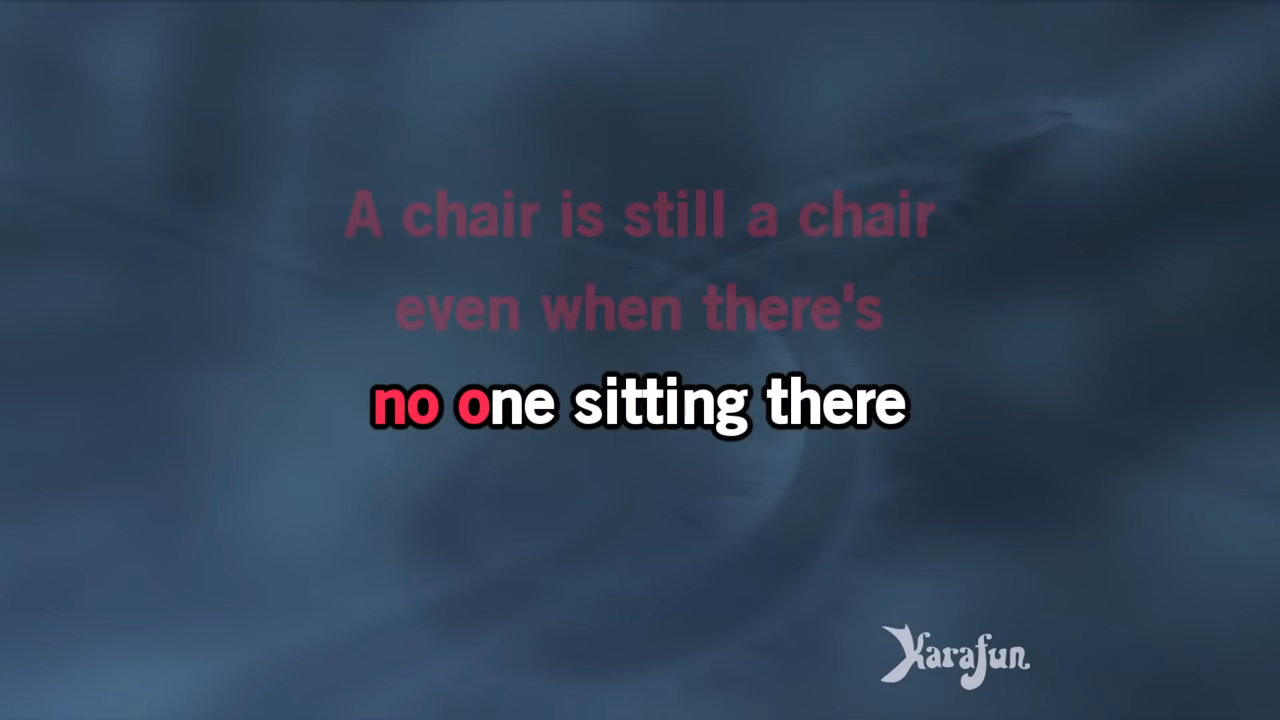 A chair is still a chair
even when there's
no one sitting there
Karafun